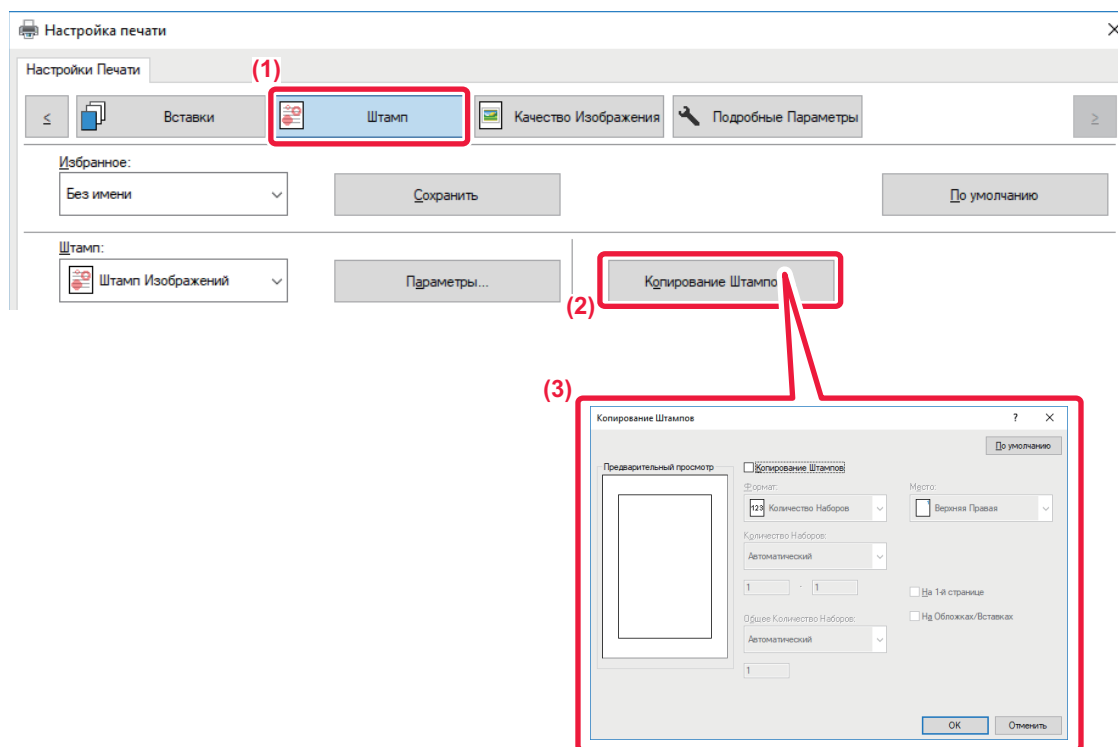 Настройка печати
Настройки Печати
(1)
< Вставки Штамп Качество Изображения Подробные Параметры >
Избранное:
Без имени Сохранить По умолчанию
Штамп:
Штамп Изображений Параметры... Копирование Штампо
(2)
(3)
Копирование Штампов ?
По умолчанию
Предварительный просмотр Копирование Штампов
Формат: Место:
123 Количество Наборов Верхняя Правая
Количество Наборов:
Автоматический
1 - 1
На 1-й странице
Общее Количество Наборов: На Обложках/Вставках
Автоматический
1
OK Отменить